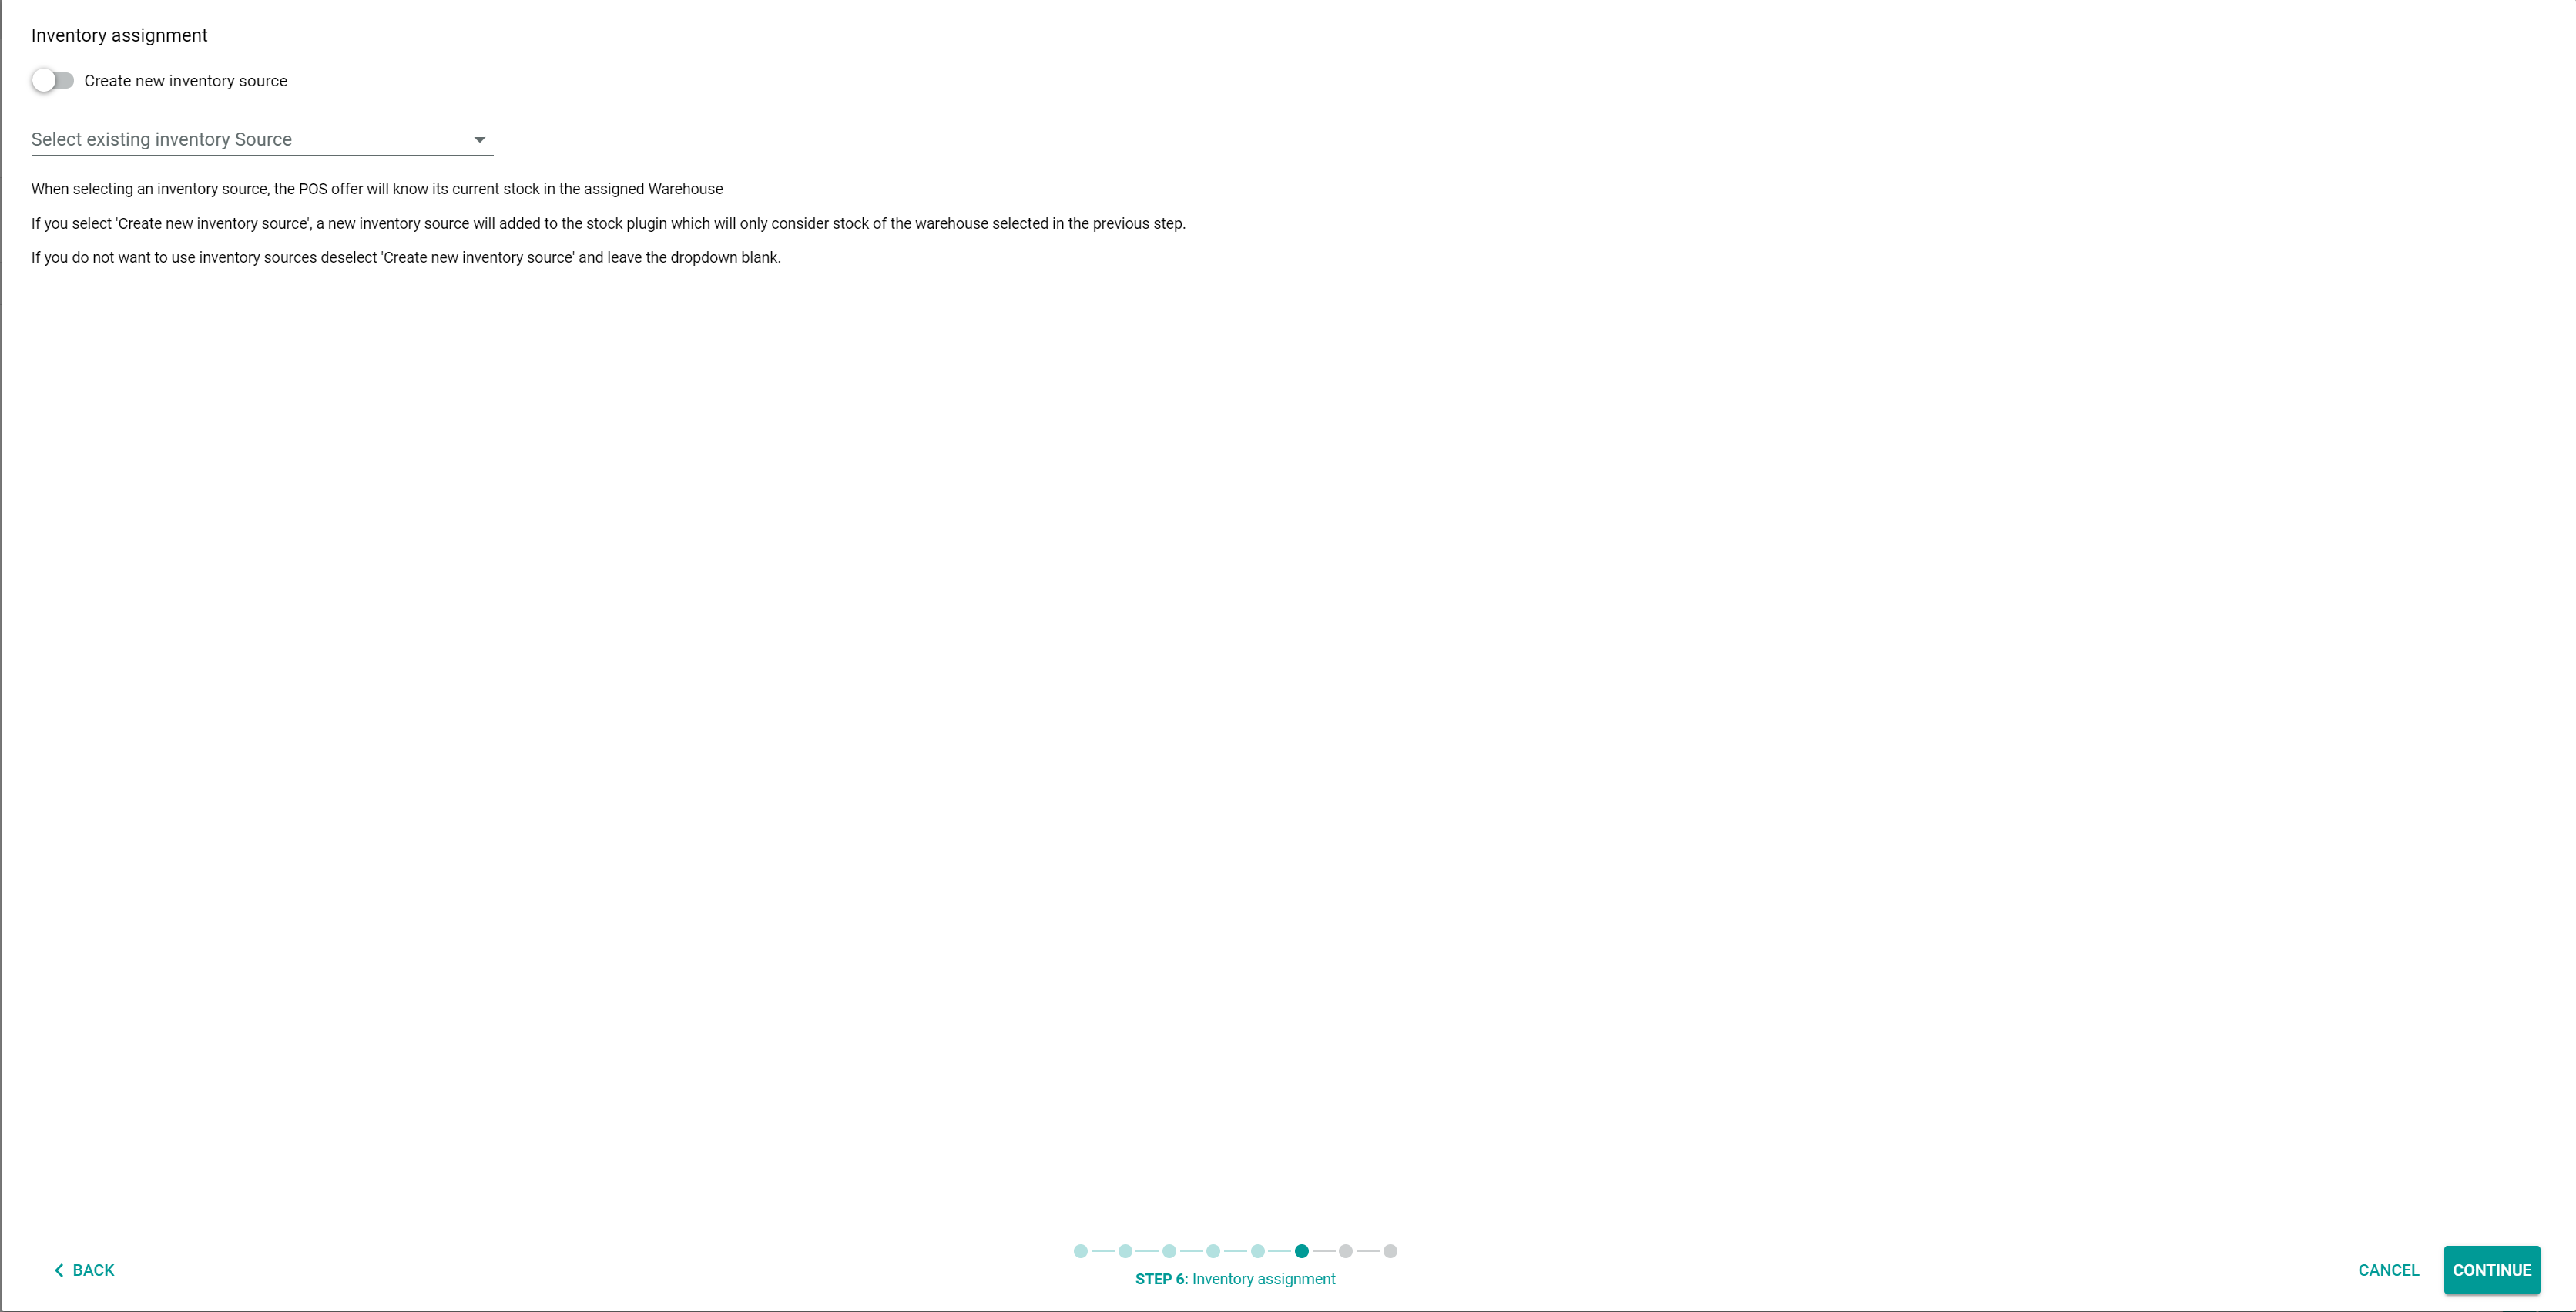 Inventory assignment
Create new inventory source
Select existing inventory Source
When selecting an inventory source, the POS offer will know its current stock in the assigned Warehouse
If you select 'Create new inventory source', a new inventory source will added to the stock plugin which will only consider stock of the warehouse selected in the previous step.
If you do not want to use inventory sources deselect 'Create new inventory source' and leave the dropdown blank.
BACK
STEP 6: Inventory assignment
CANCEL
CONTINUE